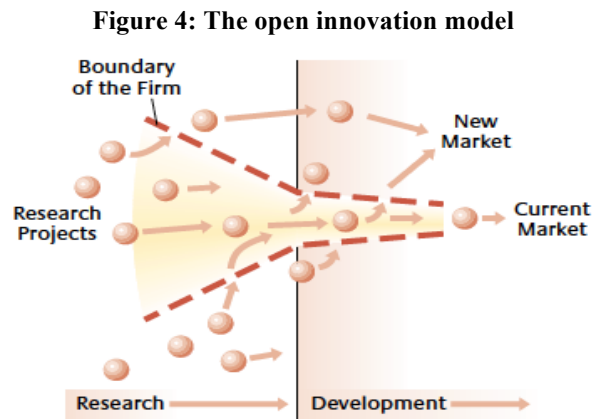 Figure 4: The open innovation model
Boundary
of the Firm
New
Market
Research
Projects
Current
Market
Research
Development